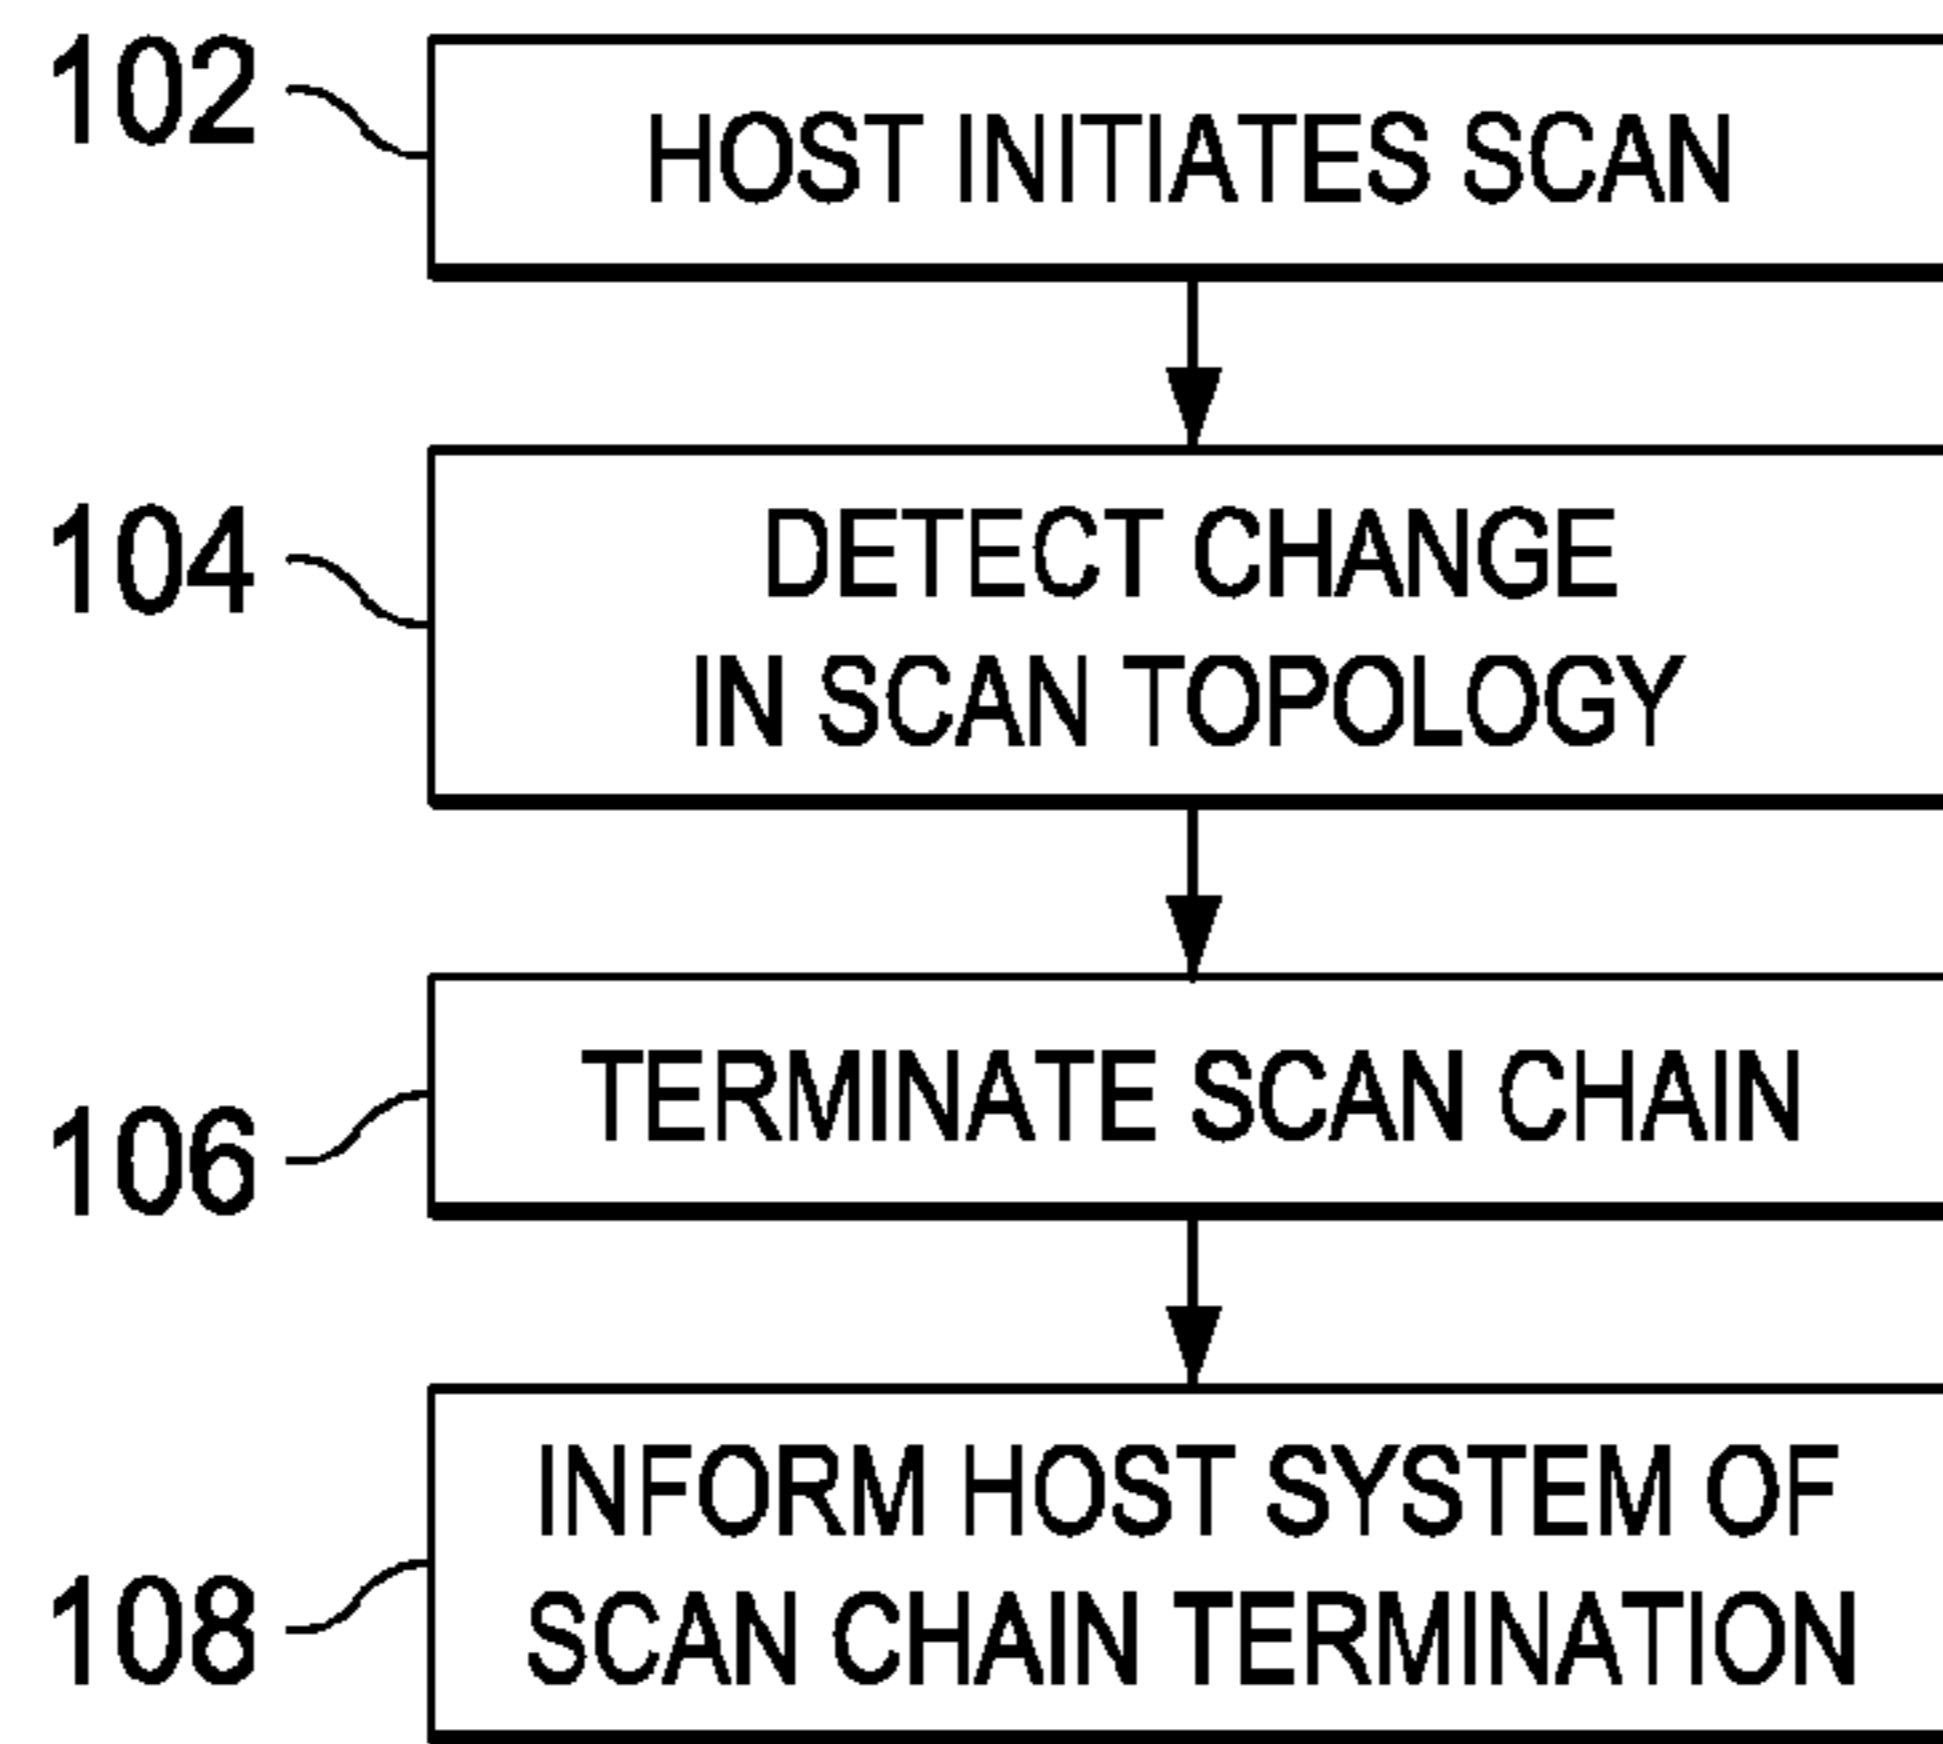 102
HOST INITIATES SCAN
104
DETECT CHANGE
IN SCAN TOPOLOGY
106
TERMINATE SCAN CHAIN
108
INFORM HOST SYSTEM OF
SCAN CHAIN TERMINATION